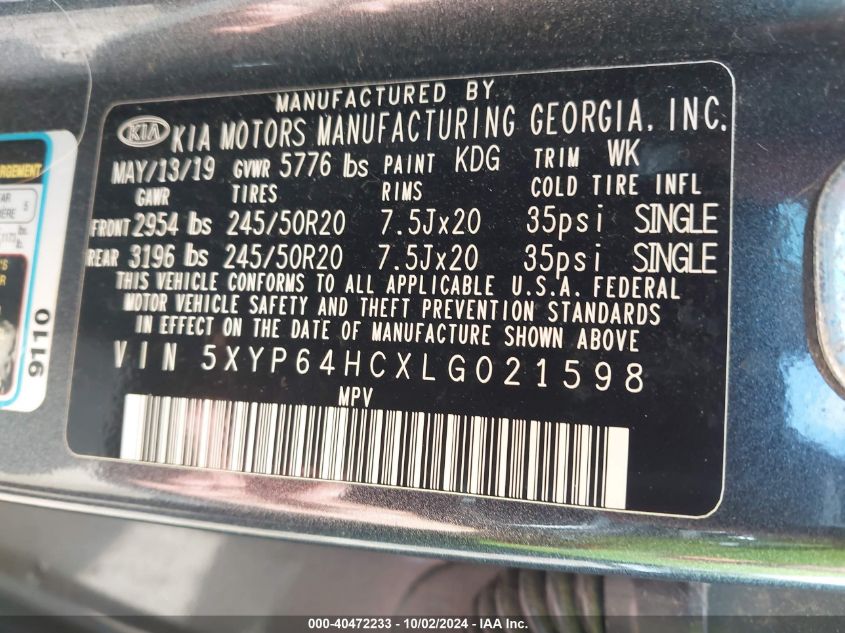 MANUFACTURED BY
KIA KIA MOTORS MANUFACTURING GEORGIA, INC.
MAY/13/19 GVWR 5776 lbs PAINT KDG TRIM WK
GAWR TIRES RIMS COLD TIRE INFL
FRONT 2954 lbs 245/50R20 7.5Jx20 35psi SINGLE
REAR 3196 lbs 245/50R20 7.5Jx20 35psi SINGLE
THIS VEHICLE CONFORMS TO ALL APPLICABLE U.S.A. FEDERAL
MOTOR VEHICLE SAFETY AND THEFT PREVENTION STANDARDS
IN EFFECT ON THE DATE OF MANUFACTURE SHOWN ABOVE
VIN 5XYP64HCXLG021598
MPV
9110
000-40472233 - 10/02/2024 - IAA Inc.